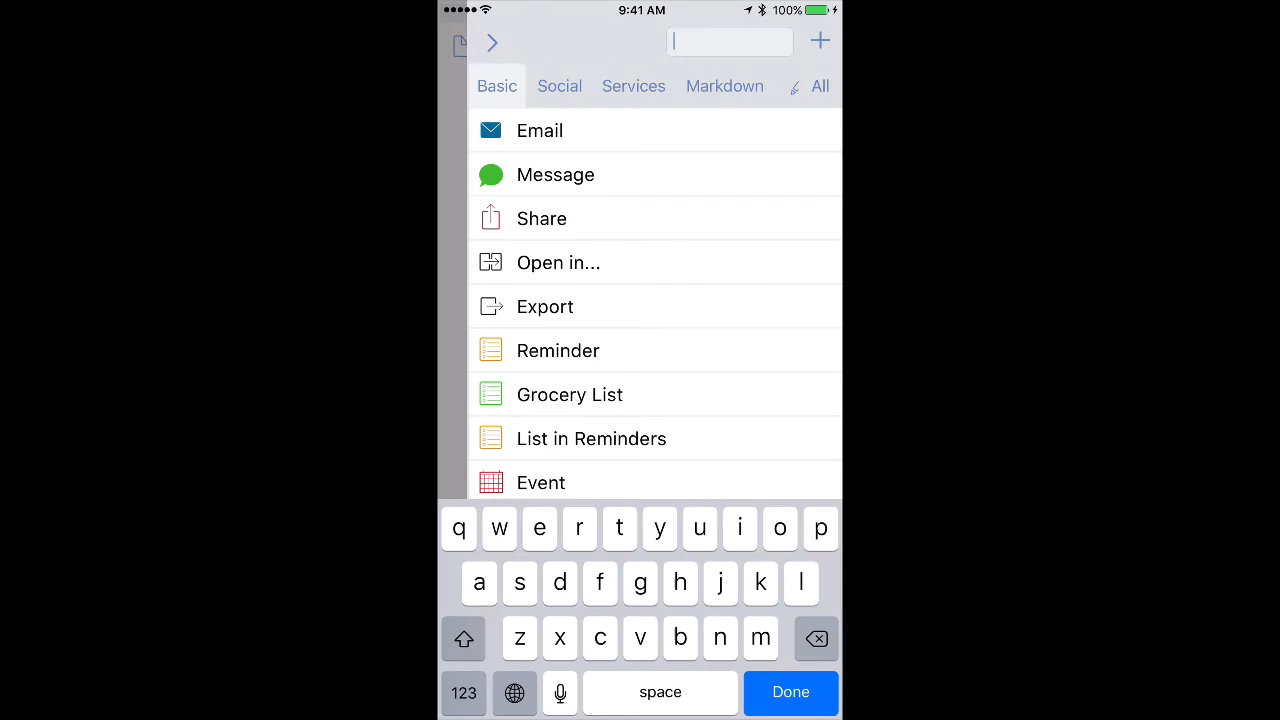 9:41 AM 100%
Basic Social Services Markdown All
Email
Message
Share
Open in...
Export
Reminder
Grocery List
List in Reminders
Event
q w e r t y u i o p
a s d f g h j k l
z x c v b n m
123 space Done